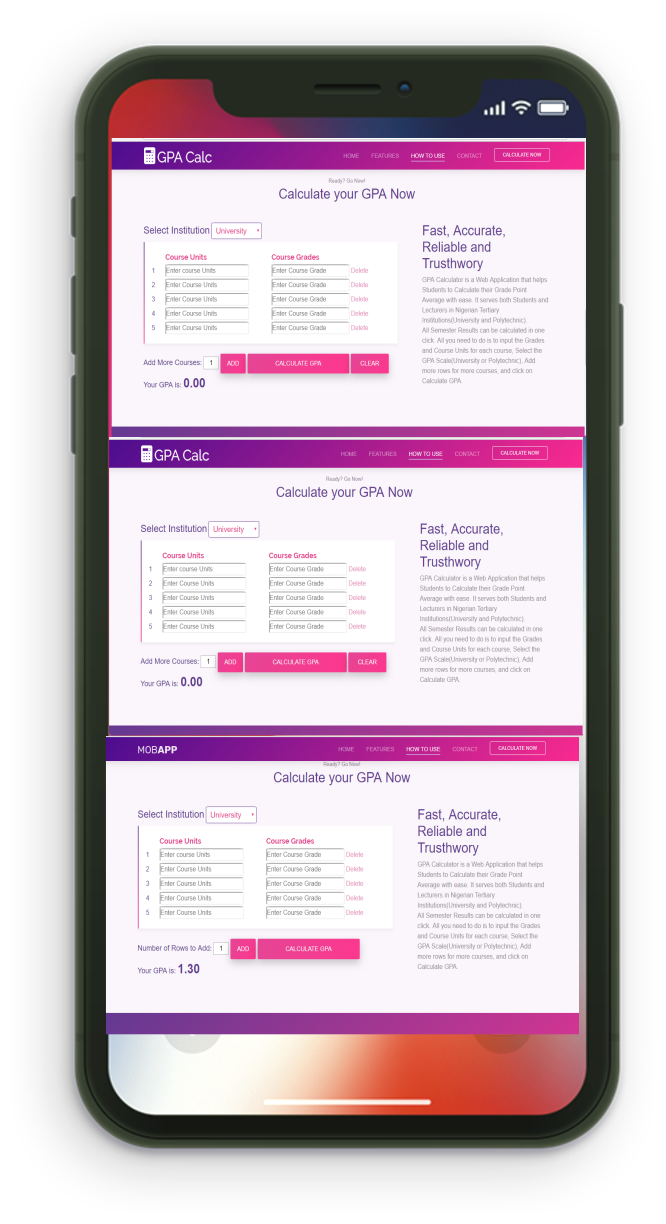 GPA Calc HOME FEATURES HOW TO USE CONTACT CALCULATE NOW
Ready? Go Now!
Calculate your GPA Now
Select Institution University
Course Units Course Grades
1 Enter course Units Enter Course Grade Delete
2 Enter Course Units Enter Course Grade Delete
3 Enter Course Units Enter Course Grade Delete
4 Enter Course Units Enter Course Grade Delete
5 Enter Course Units Enter Course Grade Delete
Add More Courses: 1 ADD CALCULATE GPA CLEAR
Your GPA is: 0.00
Fast, Accurate,
Reliable and
Trusthwory
GPA Calculator is a Web Application that helps
Students to Calculate their Grade Point
Average with ease. It serves both Students and
Lecturers in Nigerian Tertiary
Institutions(University and Polytechnic).
All Semester Results can be calculated in one
click. All you need to do is to input the Grades
and Course Units for each course, Select the
GPA Scale(University or Polytechnic), Add
more rows for more courses, and click on
Calculate GPA.
GPA Calc HOME FEATURES HOW TO USE CONTACT CALCULATE NOW
Ready? Go Now!
Calculate your GPA Now
Select Institution University
Course Units Course Grades
1 Enter course Units Enter Course Grade Delete
2 Enter Course Units Enter Course Grade Delete
3 Enter Course Units Enter Course Grade Delete
4 Enter Course Units Enter Course Grade Delete
5 Enter Course Units Enter Course Grade Delete
Add More Courses: 1 ADD CALCULATE GPA CLEAR
Your GPA is: 0.00
Fast, Accurate,
Reliable and
Trusthwory
GPA Calculator is a Web Application that helps
Students to Calculate their Grade Point
Average with ease. It serves both Students and
Lecturers in Nigerian Tertiary
Institutions(University and Polytechnic).
All Semester Results can be calculated in one
click. All you need to do is to input the Grades
and Course Units for each course, Select the
GPA Scale(University or Polytechnic), Add
more rows for more courses, and click on
Calculate GPA.
MOBAPP HOME FEATURES HOW TO USE CONTACT CALCULATE NOW
Ready? Go Now!
Calculate your GPA Now
Select Institution University
Course Units Course Grades
1 Enter course Units Enter Course Grade Delete
2 Enter Course Units Enter Course Grade Delete
3 Enter Course Units Enter Course Grade Delete
4 Enter Course Units Enter Course Grade Delete
5 Enter Course Units Enter Course Grade Delete
Number of Rows to Add: 1 ADD CALCULATE GPA
Your GPA is: 1.30
Fast, Accurate,
Reliable and
Trusthwory
GPA Calculator is a Web Application that helps
Students to Calculate their Grade Point
Average with ease. It serves both Students and
Lecturers in Nigerian Tertiary
Institutions(University and Polytechnic).
All Semester Results can be calculated in one
click. All you need to do is to input the Grades
and Course Units for each course, Select the
GPA Scale(University or Polytechnic), Add
more rows for more courses, and click on
Calculate GPA.